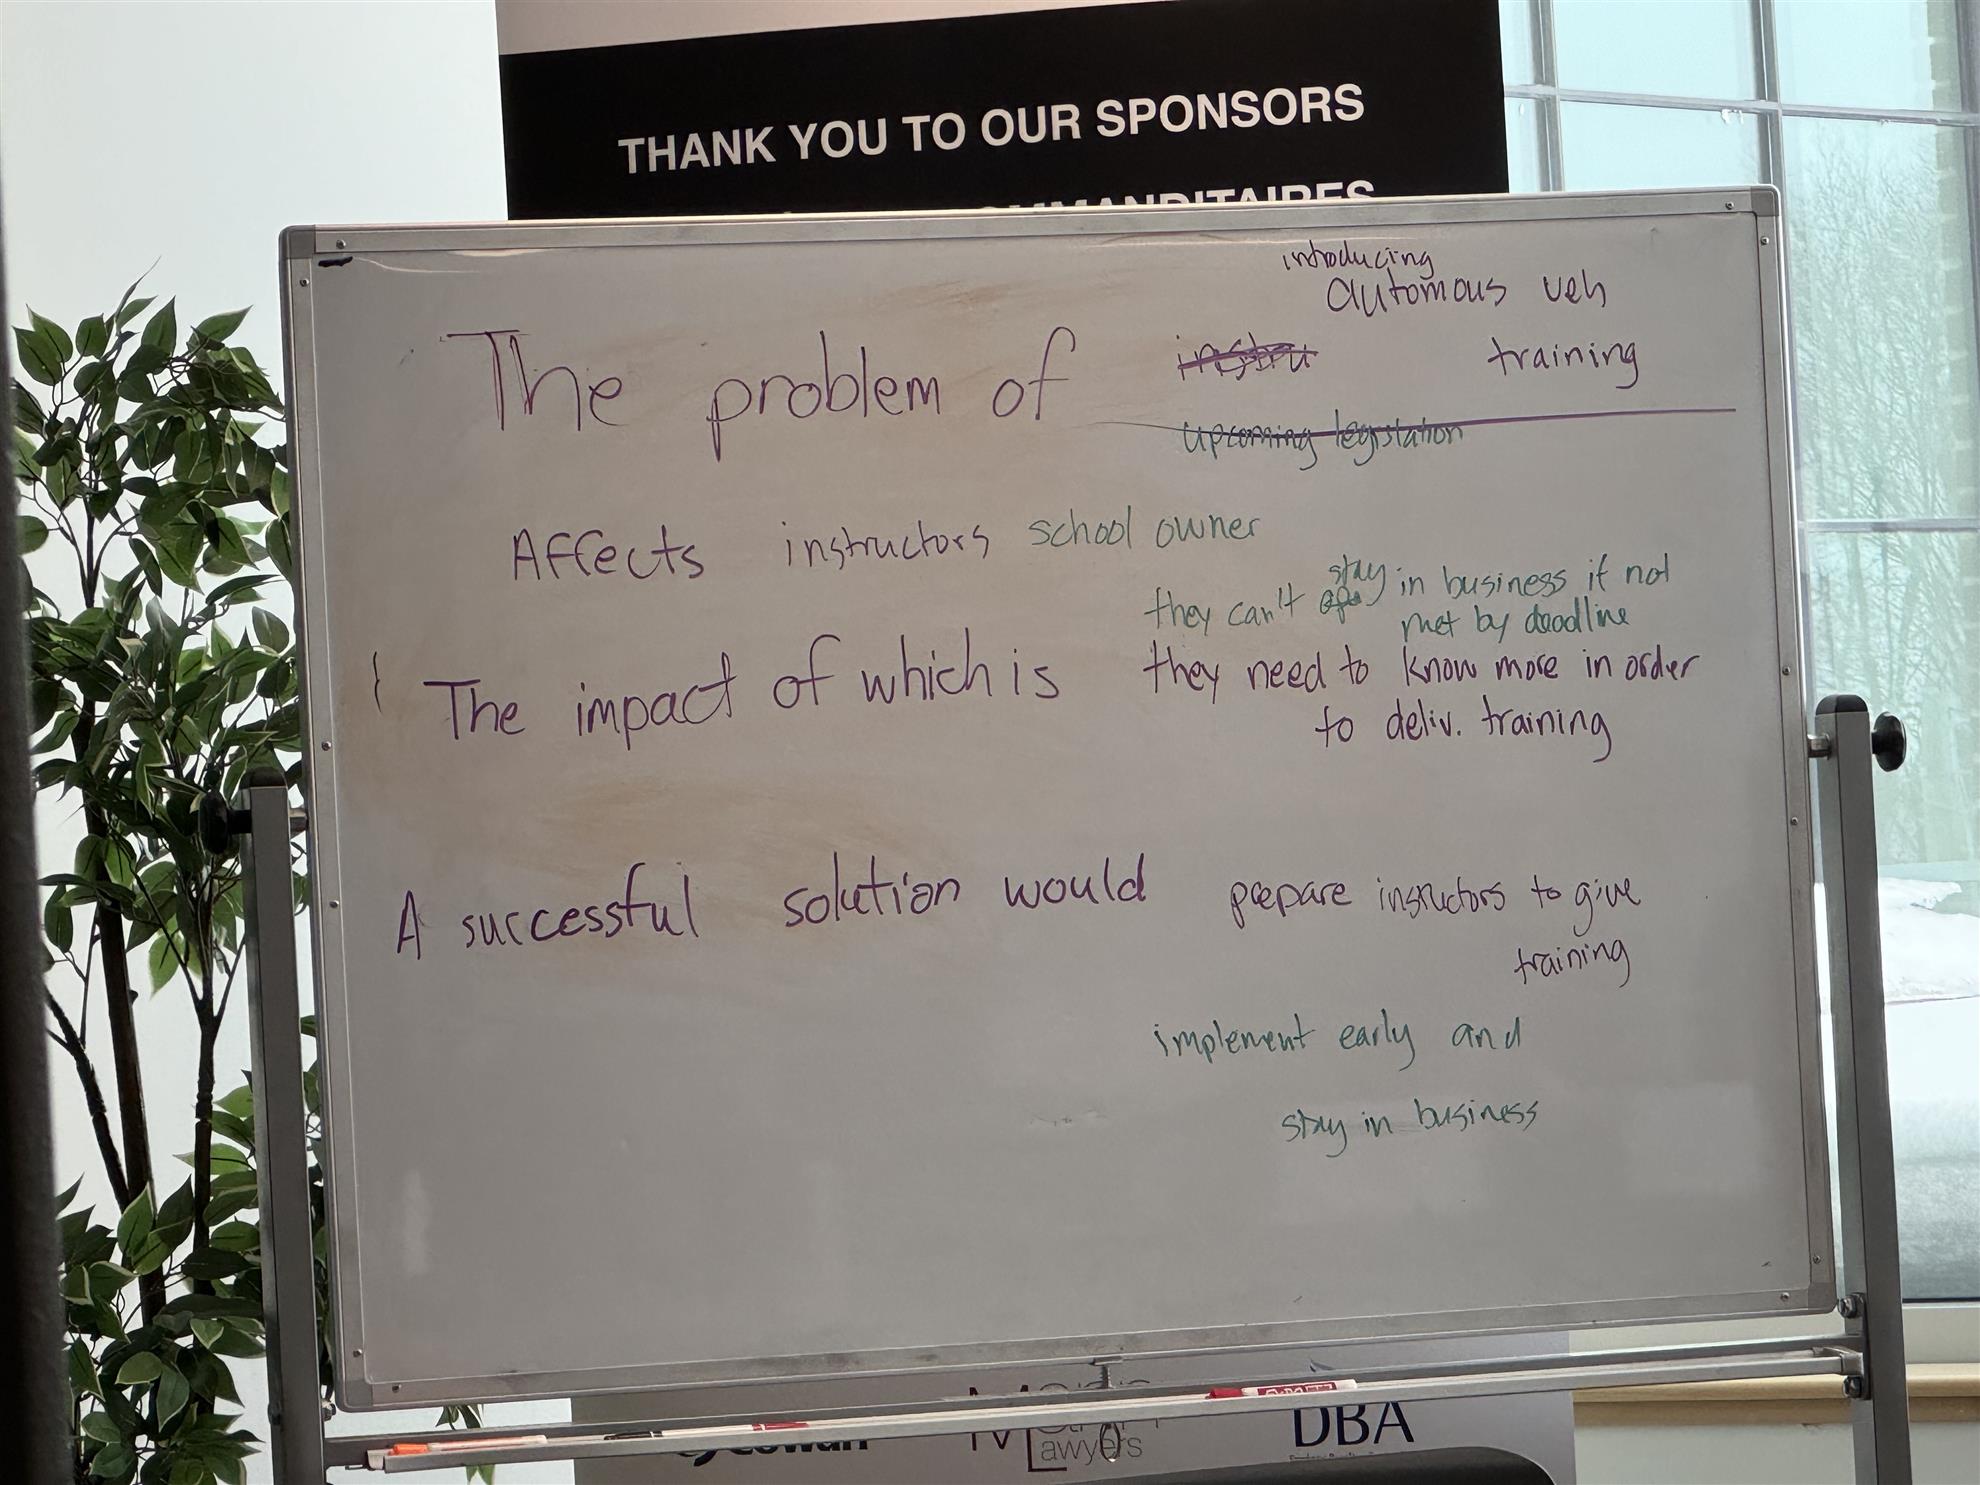 THANK YOU TO OUR SPONSORS
introducing
automous veh
The problem of instru training
upcoming legislation
Affects instructors school owner
they can't stay in business if not
met by deadline
The impact of which is they need to know more in order
to deliv. training
A successful solution would prepare instructors to give
training
implement early and
stay in business
Lawyers
DBA